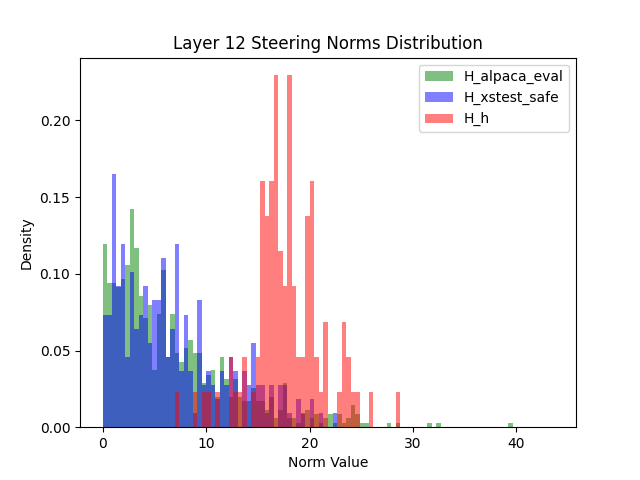 Layer 12 Steering Norms Distribution
H_alpaca_eval
H_xstest_safe
H_h
Density
0.20
0.15
0.10
0.05
0.00
0
10
20
30
40
Norm Value